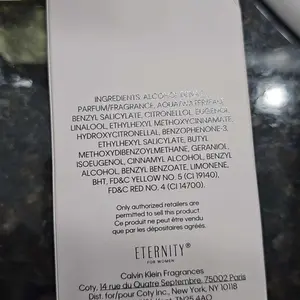 INGREDIENTS: ALCOHOL DENAT.,
PARFUM/FRAGRANCE, AQUA/WATER/EAU,
BENZYL SALICYLATE, CITRONELLOL, EUGENOL,
LINALOOL, ETHYLHEXYL METHOXYCINNAMATE,
HYDROXYCITRONELLAL, BENZOPHENONE-3,
ETHYLHEXYL SALICYLATE, BUTYL
METHOXYDIBENZOYLMETHANE, GERANIOL,
ISOEUGENOL, CINNAMYL ALCOHOL, BENZYL
ALCOHOL, BENZYL BENZOATE, LIMONENE,
BHT, FD&C YELLOW NO. 5 (CI 19140),
FD&C RED NO. 4 (CI 14700).
Only authorized retailers are
permitted to sell this product
Ce produit ne peut être vendu
que par les dépositaires agréés.
ETERNITY®
FOR WOMEN
Calvin Klein Fragrances
Coty, 14 rue du Quatre Septembre, 75002 Paris
Dist. for/pour Coty Inc., New York, NY 10118